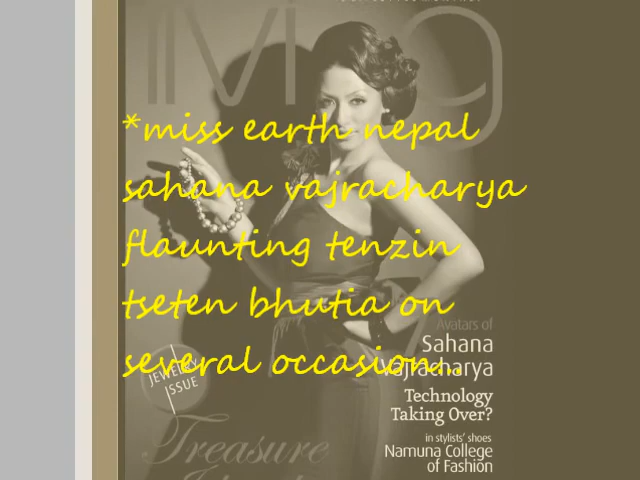 *miss earth nepal
sahana vajracharya
flaunting tenzin
tseten bhutia on
several occasion...
JEWELRY
ISSUE
Avatars of
Sahana
Vajracharya
Technology
Taking Over?
in stylists' shoes
Namuna College
of Fashion
Treasure